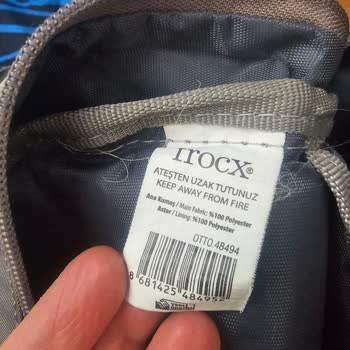 ITOCX®
ATEŞTEN UZAK TUTUNUZ
KEEP AWAY FROM FIRE
Ana Kumaş / Main Fabric: %100 Polyester
Astar / Lining: %100 Polyester
OTTO.48494
8 681425 484952